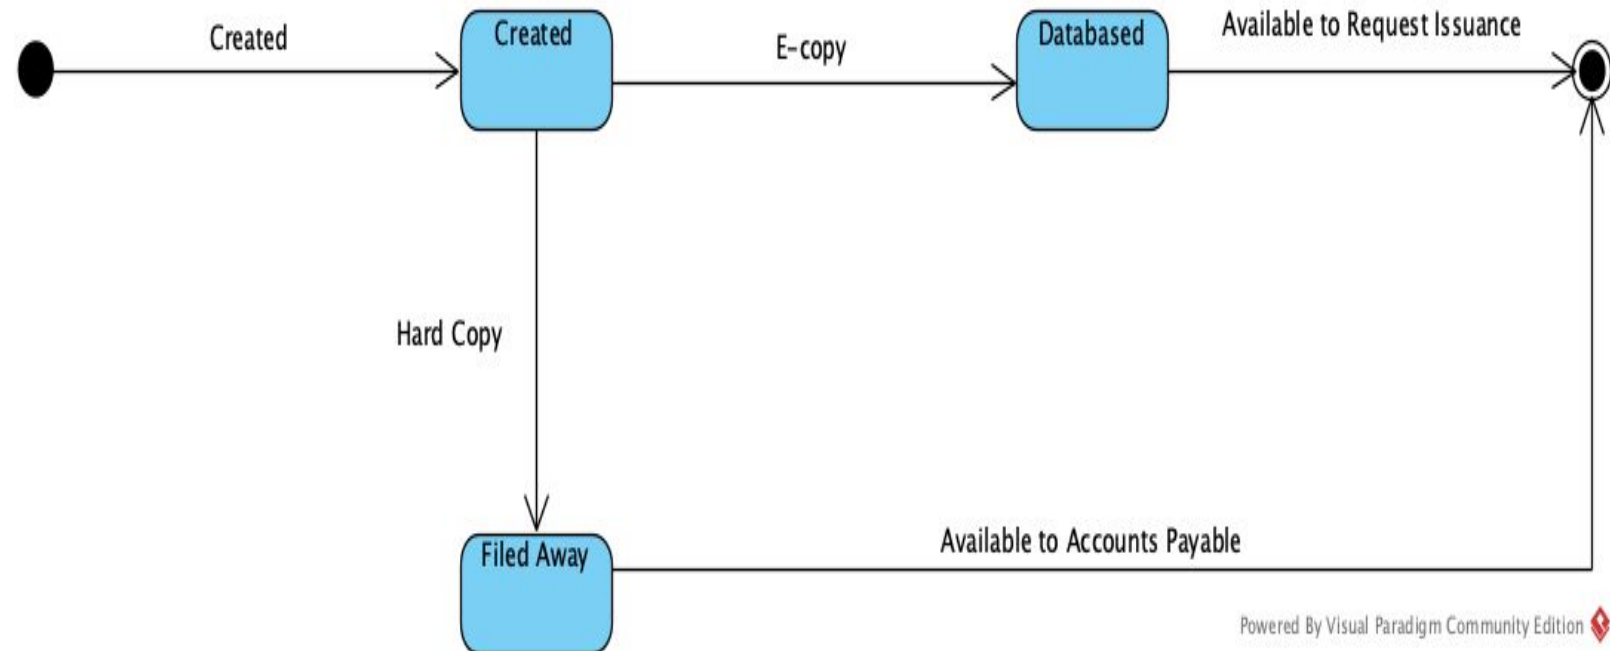 Created
Created
E-copy
Databased
Available to Request Issuance
Hard Copy
Filed Away
Available to Accounts Payable
Powered By Visual Paradigm Community Edition